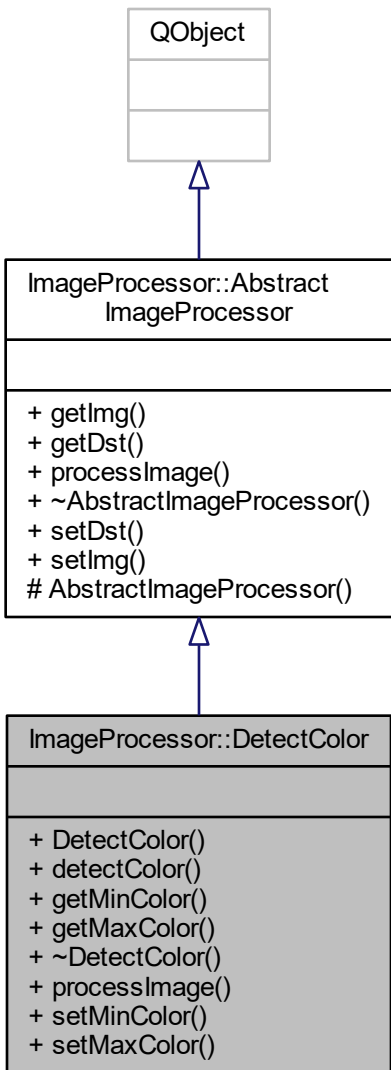 QObject
ImageProcessor::Abstract
ImageProcessor
+ getImg()
+ getDst()
+ processImage()
+ ~AbstractImageProcessor()
+ setDst()
+ setImg()
# AbstractImageProcessor()
ImageProcessor::DetectColor
+ DetectColor()
+ detectColor()
+ getMinColor()
+ getMaxColor()
+ ~DetectColor()
+ processImage()
+ setMinColor()
+ setMaxColor()